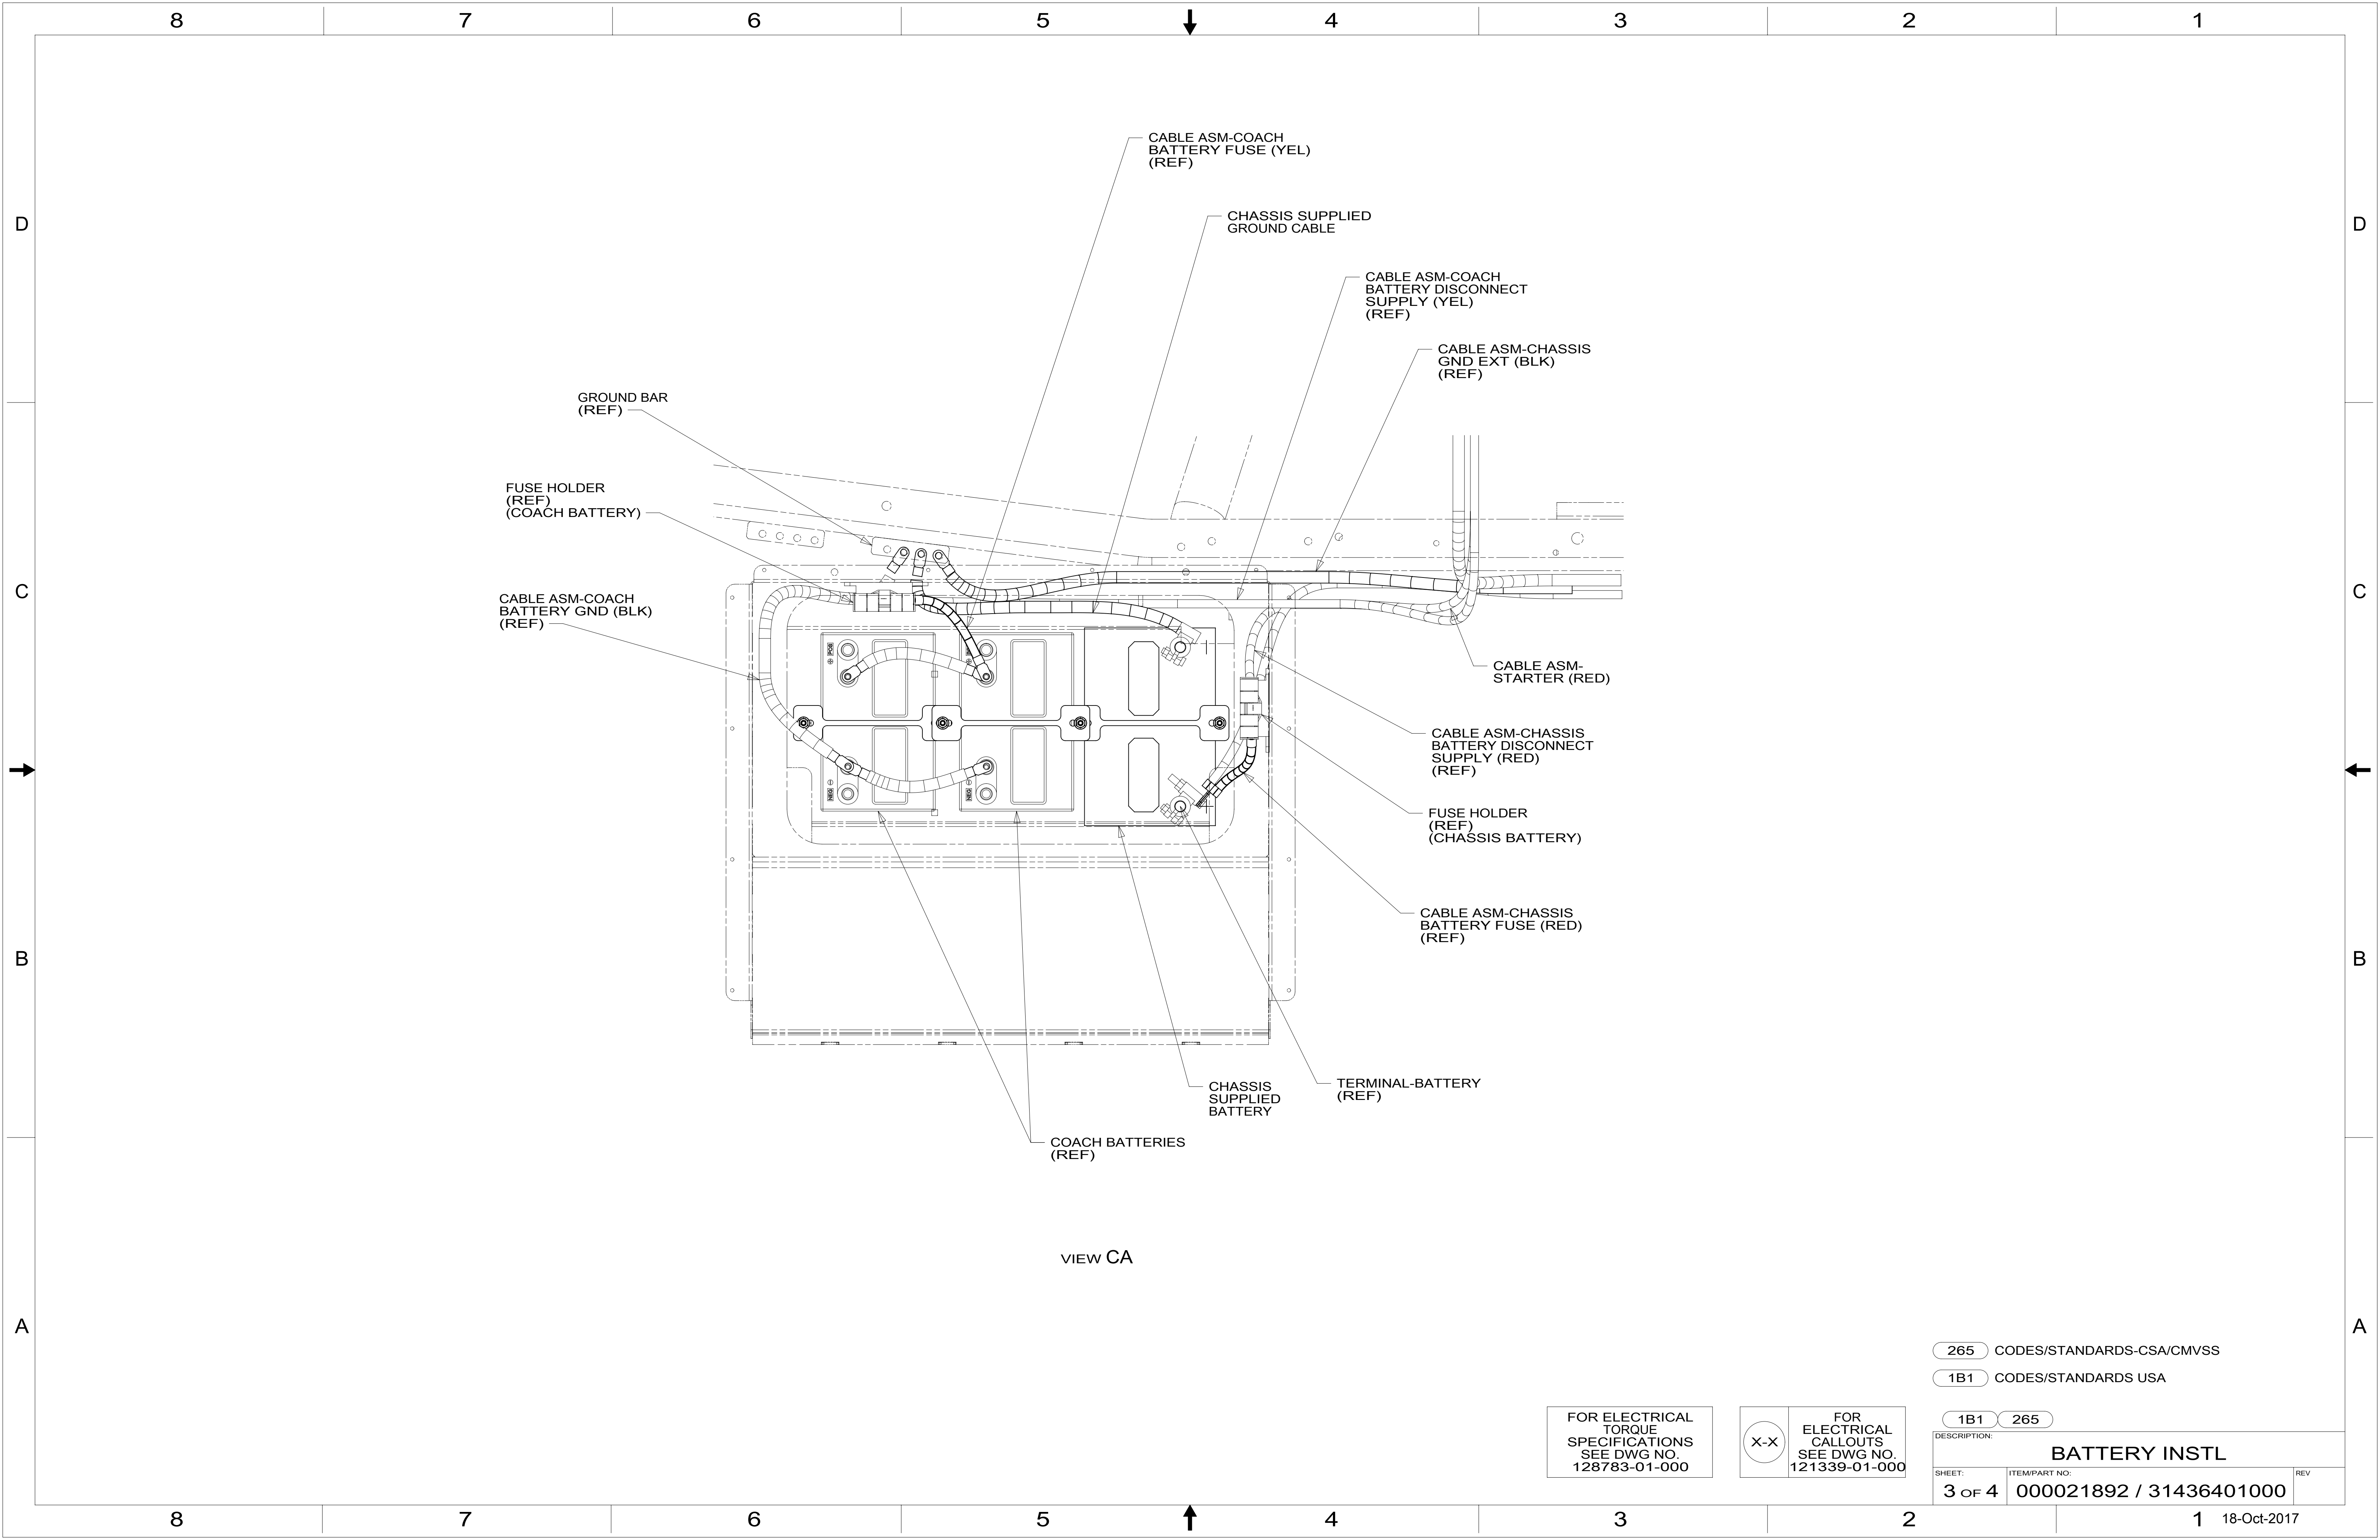 8 7 6 5 4 3 2 1
CABLE ASM-COACH
BATTERY FUSE (YEL)
(REF)
D
D
CHASSIS SUPPLIED
GROUND CABLE
CABLE ASM-COACH
BATTERY DISCONNECT
SUPPLY (YEL)
(REF)
CABLE ASM-CHASSIS
GND EXT (BLK)
(REF)
GROUND BAR
(REF)
FUSE HOLDER
(REF)
(COACH BATTERY)
C
C
CABLE ASM-COACH
BATTERY GND (BLK)
(REF)
POS
CABLE ASM-
STARTER (RED)
CABLE ASM-CHASSIS
BATTERY DISCONNECT
SUPPLY (RED)
(REF)
NEG
NEG
FUSE HOLDER
(REF)
(CHASSIS BATTERY)
CABLE ASM-CHASSIS
BATTERY FUSE (RED)
(REF)
B
B
CHASSIS
SUPPLIED
BATTERY
TERMINAL-BATTERY
(REF)
COACH BATTERIES
(REF)
VIEW CA
A
A
265 CODES/STANDARDS-CSA/CMVSS
1B1 CODES/STANDARDS USA
FOR ELECTRICAL
TORQUE
SPECIFICATIONS
SEE DWG NO.
128783-01-000
X-X
FOR
ELECTRICAL
CALLOUTS
SEE DWG NO.
121339-01-000
1B1 265
DESCRIPTION:
BATTERY INSTL
SHEET:
3 OF 4
ITEM/PART NO:
000021892 / 31436401000
REV
8 7 6 5 4 3 2 1
18-Oct-2017